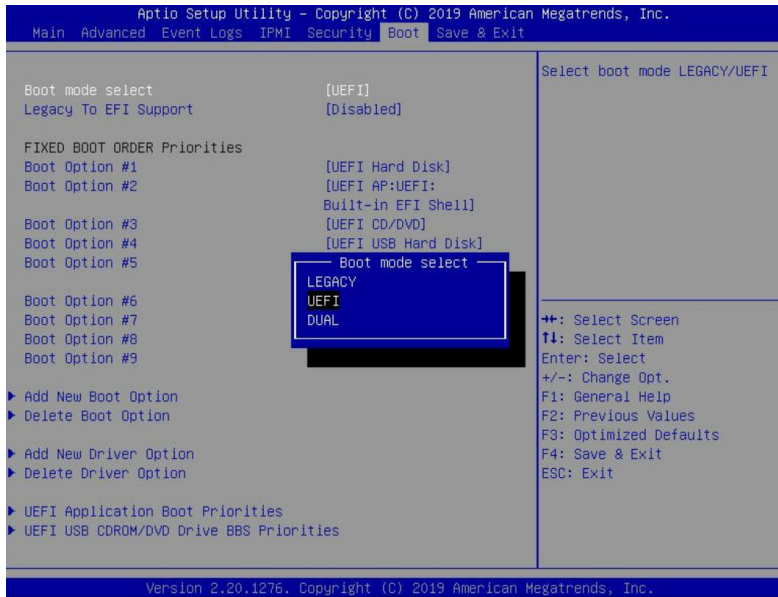 Aptio Setup Utility - Copyright (C) 2019 American Megatrends, Inc.
Main Advanced Event Logs IPMI Security Boot Save & Exit
Boot mode select [UEFI]
Legacy To EFI Support [Disabled]
FIXED BOOT ORDER Priorities
Boot Option #1 [UEFI Hard Disk]
Boot Option #2 [UEFI AP:UEFI:
Built-in EFI Shell]
Boot Option #3 [UEFI CD/DVD]
Boot Option #4 [UEFI USB Hard Disk]
Boot Option #5
Boot Option #6
Boot Option #7
Boot Option #8
Boot Option #9
Boot mode select
LEGACY
UEFI
DUAL
Add New Boot Option
Delete Boot Option
Add New Driver Option
Delete Driver Option
UEFI Application Boot Priorities
UEFI USB CDROM/DVD Drive BBS Priorities
Select boot mode LEGACY/UEFI
→←: Select Screen
↑↓: Select Item
Enter: Select
+/-: Change Opt.
F1: General Help
F2: Previous Values
F3: Optimized Defaults
F4: Save & Exit
ESC: Exit
Version 2.20.1276. Copyright (C) 2019 American Megatrends, Inc.